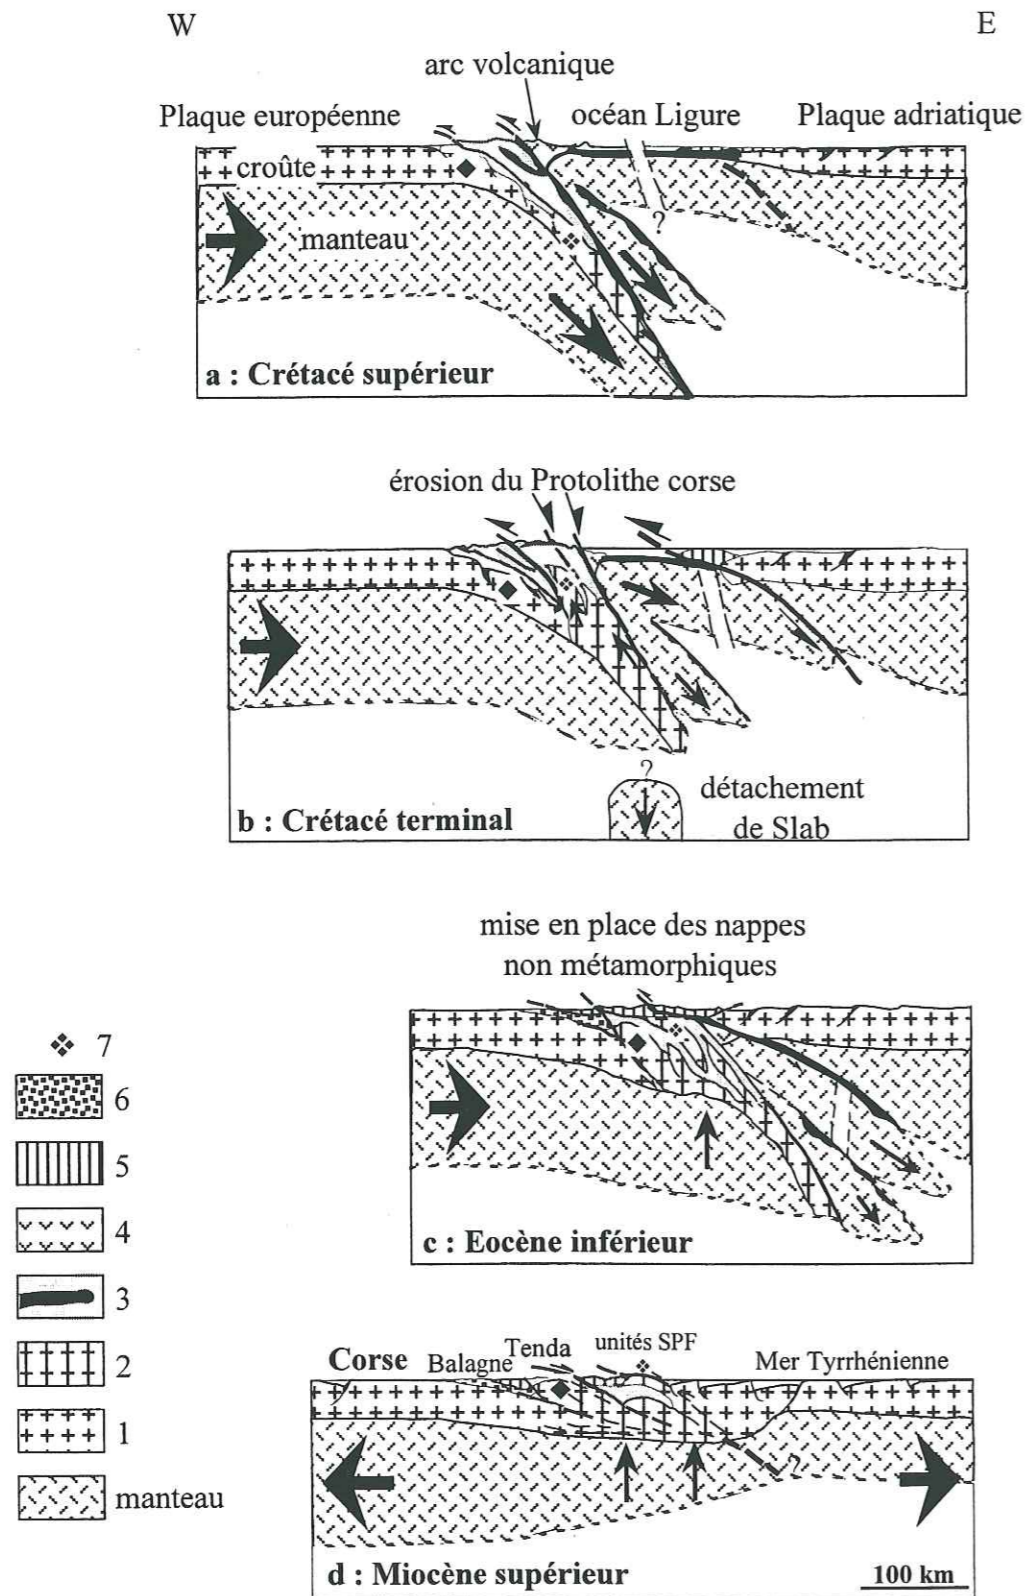 W
E
arc volcanique
Plaque européenne
océan Ligure
Plaque adriatique
croûte
?
manteau
a : Crétacé supérieur
érosion du Protolithe corse
?
détachement
de Slab
b : Crétacé terminal
mise en place des nappes
non métamorphiques
7
6
5
4
c : Eocène inférieur
3
2
Corse
Balagne
Tenda
unités SPF
Mer Tyrrhénienne
1
?
manteau
d : Miocène supérieur
100 km